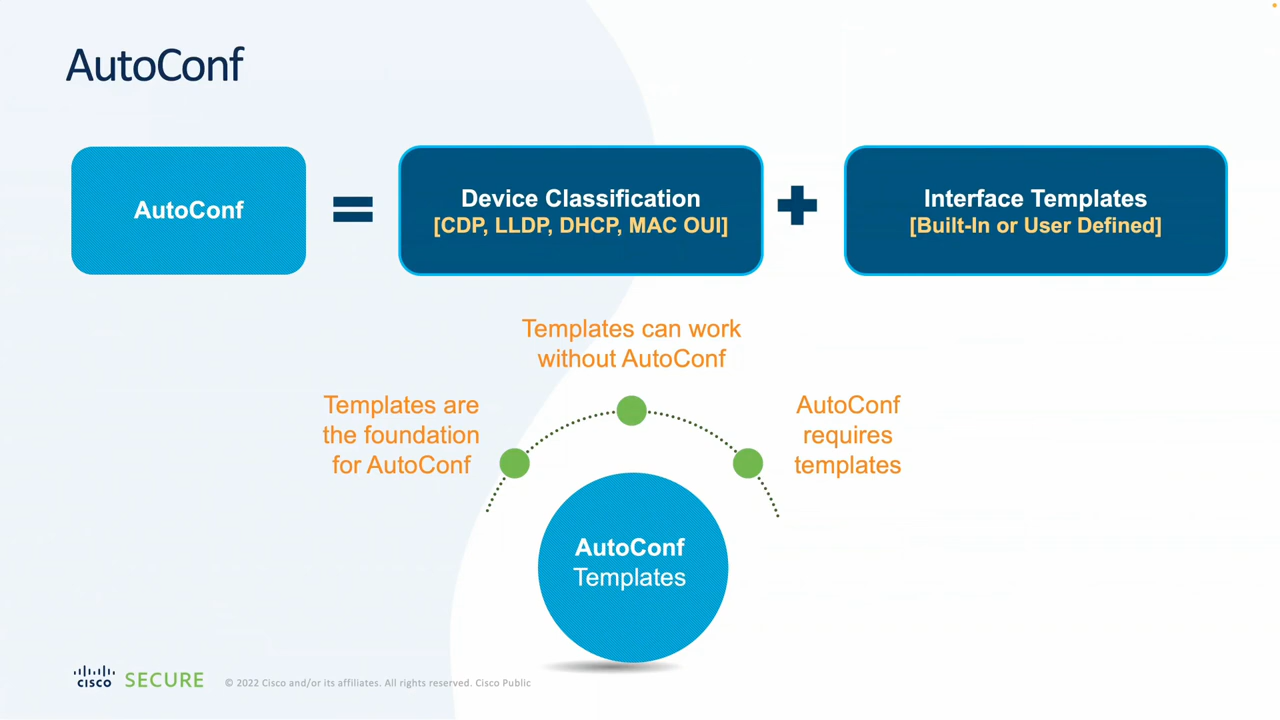 AutoConf
AutoConf
=
Device Classification
[CDP, LLDP, DHCP, MAC OUI]
+
Interface Templates
[Built-In or User Defined]
Templates can work
without AutoConf
Templates are
the foundation
for AutoConf
AutoConf
requires
templates
AutoConf
Templates
CISCO SECURE
© 2022 Cisco and/or its affiliates. All rights reserved. Cisco Public